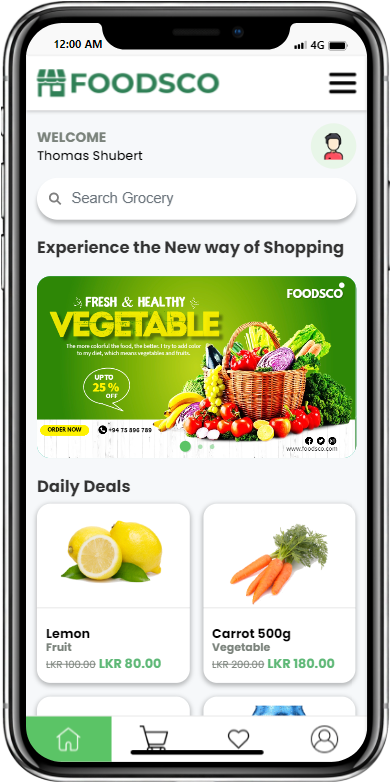 12:00 AM
4G
FOODSCO
WELCOME
Thomas Shubert
Search Grocery
Experience the New way of Shopping
FOODSCO
FRESH & HEALTHY
VEGETABLE
The more colorful the food, the better. I try to add color
to my diet, which means vegetables and fruits.
UPTO
25%
OFF
ORDER NOW
+94 75 896 789
www.foodsco.com
Daily Deals
Lemon
Fruit
LKR 100.00 LKR 80.00
Carrot 500g
Vegetable
LKR 200.00 LKR 180.00